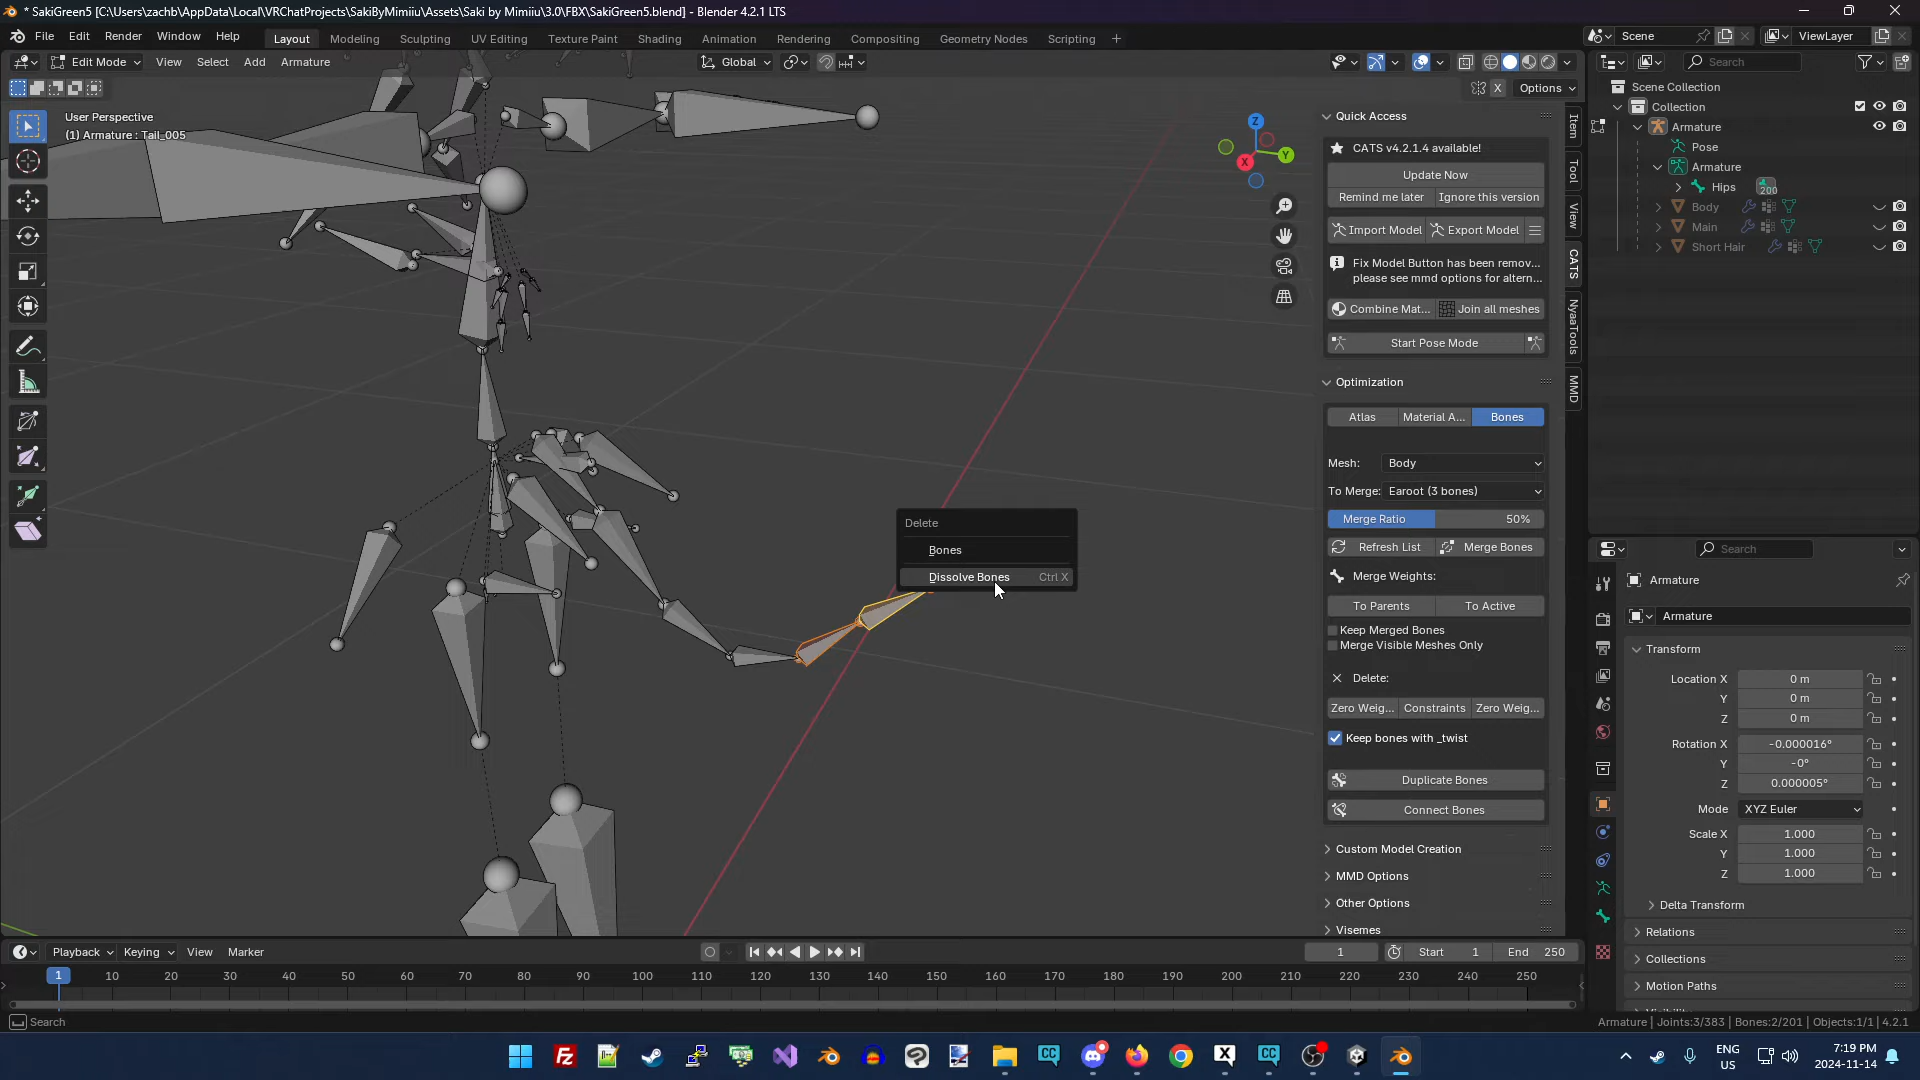 * SakiGreen5 [C:\Users\zachb\AppData\Local\VRChatProjects\SakiByMimiiu\Assets\Saki by Mimiiu\3.0\FBX\SakiGreen5.blend] - Blender 4.2.1 LTS
File Edit Render Window Help Layout Modeling Sculpting UV Editing Texture Paint Shading Animation Rendering Compositing Geometry Nodes Scripting + Scene ViewLayer
Edit Mode View Select Add Armature Global Search
X Options
User Perspective
(1) Armature : Tail_005
Z
Y
X
Quick Access
CATS v4.2.1.4 available!
Update Now
Remind me later Ignore this version
Import Model Export Model
Fix Model Button has been remov...
please see mmd options for altern...
Combine Mat... Join all meshes
Start Pose Mode
Optimization
Atlas Material A... Bones
Mesh: Body
To Merge: Earoot (3 bones)
Merge Ratio 50%
Refresh List Merge Bones
Merge Weights:
To Parents To Active
Keep Merged Bones
Merge Visible Meshes Only
Delete:
Zero Weig... Constraints Zero Weig...
Keep bones with _twist
Duplicate Bones
Connect Bones
Custom Model Creation
MMD Options
Other Options
Visemes
Item
Tool
View
CATS
NyaaTools
MMD
Delete
Bones
Dissolve Bones Ctrl X
Scene Collection
Collection
Armature
Pose
Armature
Hips 200
Body
Main
Short Hair
Search
Armature
Armature
Transform
Location X 0 m
Y 0 m
Z 0 m
Rotation X -0.000016°
Y -0°
Z 0.000005°
Mode XYZ Euler
Scale X 1.000
Y 1.000
Z 1.000
Delta Transform
Relations
Collections
Motion Paths
Playback Keying View Marker 1 Start 1 End 250
1 10 20 30 40 50 60 70 80 90 100 110 120 130 140 150 160 170 180 190 200 210 220 230 240 250
Search
Armature | Joints:3/383 | Bones:2/201 | Objects:1/1 | 4.2.1
ENG
US
7:19 PM
2024-11-14